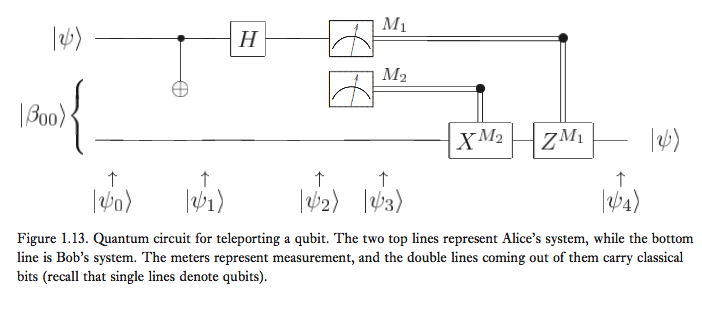 |ψ⟩
H
M₁
M₂
|β₀₀⟩
X^M₂
Z^M₁
|ψ⟩
↑ ↑ ↑ ↑ ↑
|ψ₀⟩ |ψ₁⟩ |ψ₂⟩ |ψ₃⟩ |ψ₄⟩
Figure 1.13. Quantum circuit for teleporting a qubit. The two top lines represent Alice's system, while the bottom
line is Bob's system. The meters represent measurement, and the double lines coming out of them carry classical
bits (recall that single lines denote qubits).